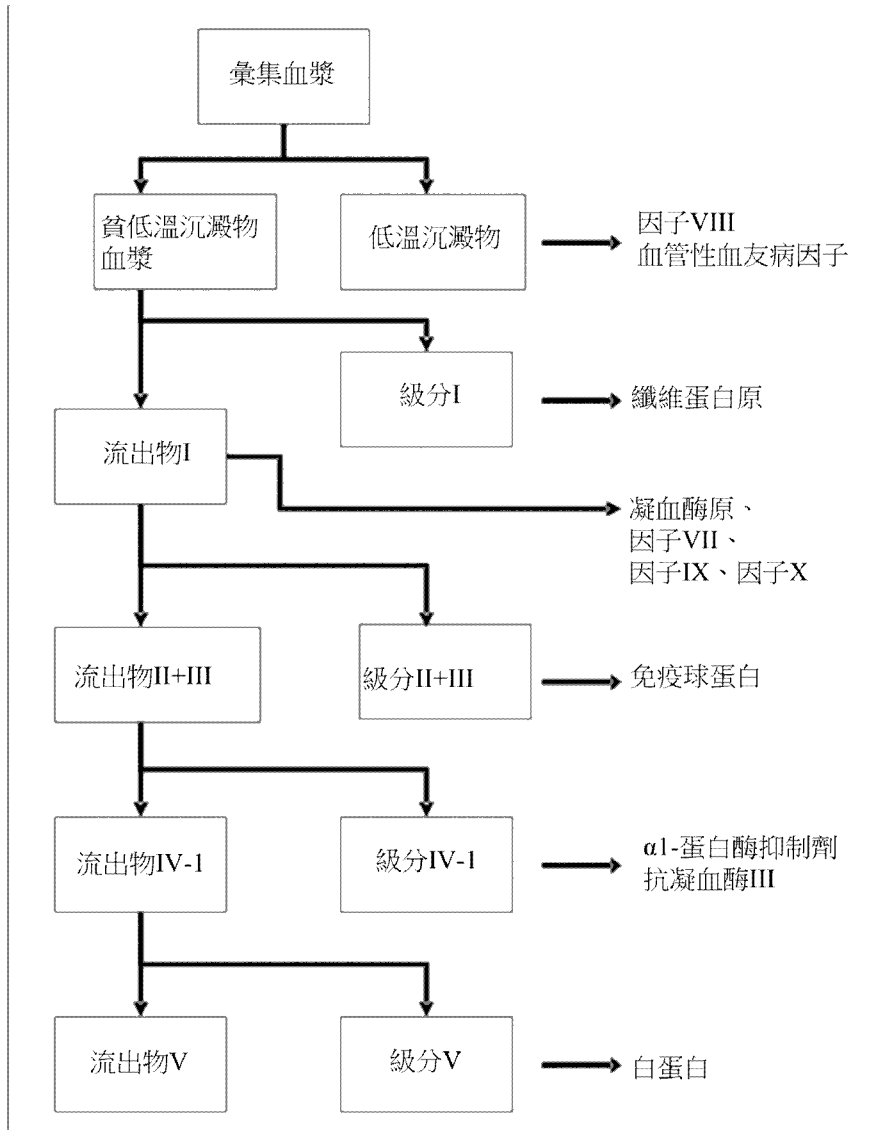 彙集血漿
貧低溫沉澱物
血漿
低溫沉澱物
因子VIII
血管性血友病因子
級分I
纖維蛋白原
流出物I
凝血酶原、
因子VII、
因子IX、因子X
流出物II+III
級分II+III
免疫球蛋白
流出物IV-1
級分IV-1
α1-蛋白酶抑制劑
抗凝血酶III
流出物V
級分V
白蛋白